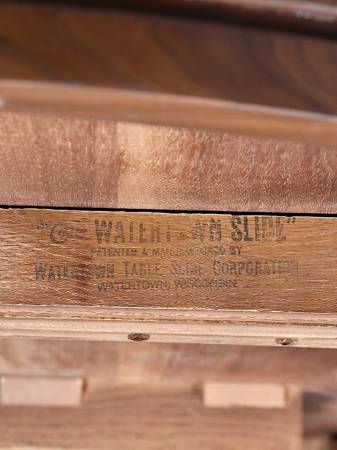 "The WATERTOWN SLIDE"
PATENTED & MANUFACTURED BY
WATERTOWN TABLE SLIDE CORPORATION
WATERTOWN, WISCONSIN.